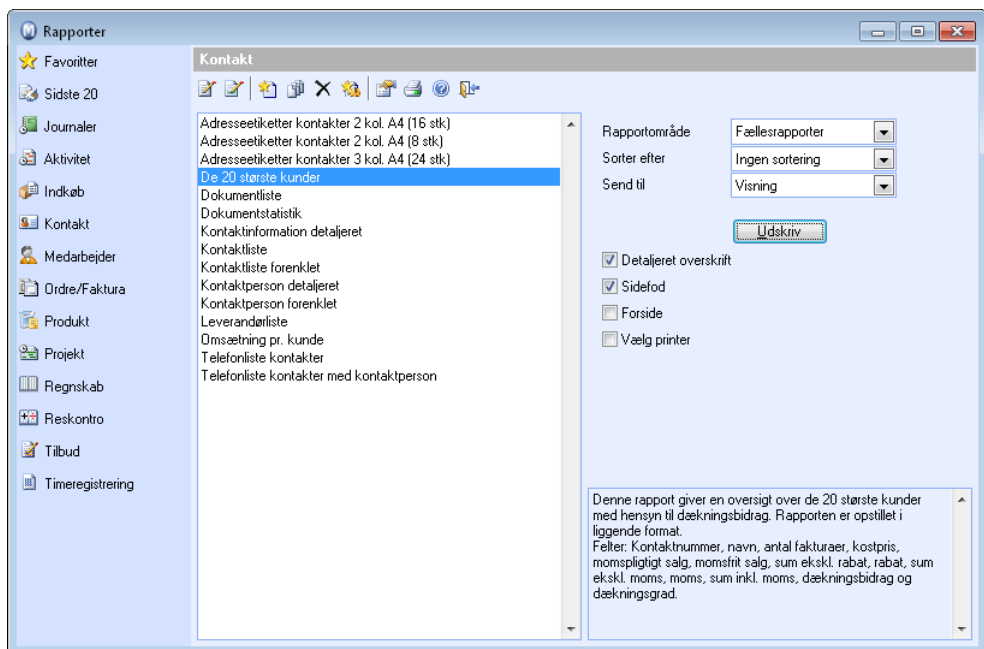 Rapporter
Favoritter
Sidste 20
Journaler
Aktivitet
Indkøb
Kontakt
Medarbejder
Ordre/Faktura
Produkt
Projekt
Regnskab
Reskontro
Tilbud
Timeregistrering
Kontakt
Adresseetiketter kontakter 2 kol. A4 (16 stk)
Adresseetiketter kontakter 2 kol. A4 (8 stk)
Adresseetiketter kontakter 3 kol. A4 (24 stk)
De 20 største kunder
Dokumentliste
Dokumentstatistik
Kontaktinformation detaljeret
Kontaktliste
Kontaktliste forenklet
Kontaktperson detaljeret
Kontaktperson forenklet
Leverandørliste
Omsætning pr. kunde
Telefonliste kontakter
Telefonliste kontakter med kontaktperson
Rapportområde Fællesrapporter
Sorter efter Ingen sortering
Send til Visning
Udskriv
Detaljeret overskrift
Sidefod
Forside
Vælg printer
Denne rapport giver en oversigt over de 20 største kunder
med hensyn til dækningsbidrag. Rapporten er opstillet i
liggende format.
Felter: Kontaktnummer, navn, antal fakturaer, kostpris,
momspligtigt salg, momsfrit salg, sum ekskl. rabat, rabat, sum
ekskl. moms, moms, sum inkl. moms, dækningsbidrag og
dækningsgrad.